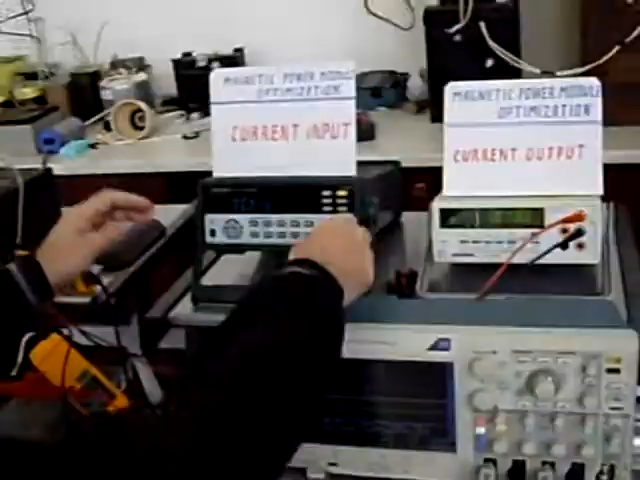 MAGNETIC POWER MODULE
OPTIMIZATION
CURRENT INPUT
MAGNETIC POWER MODULE
OPTIMIZATION
CURRENT OUTPUT